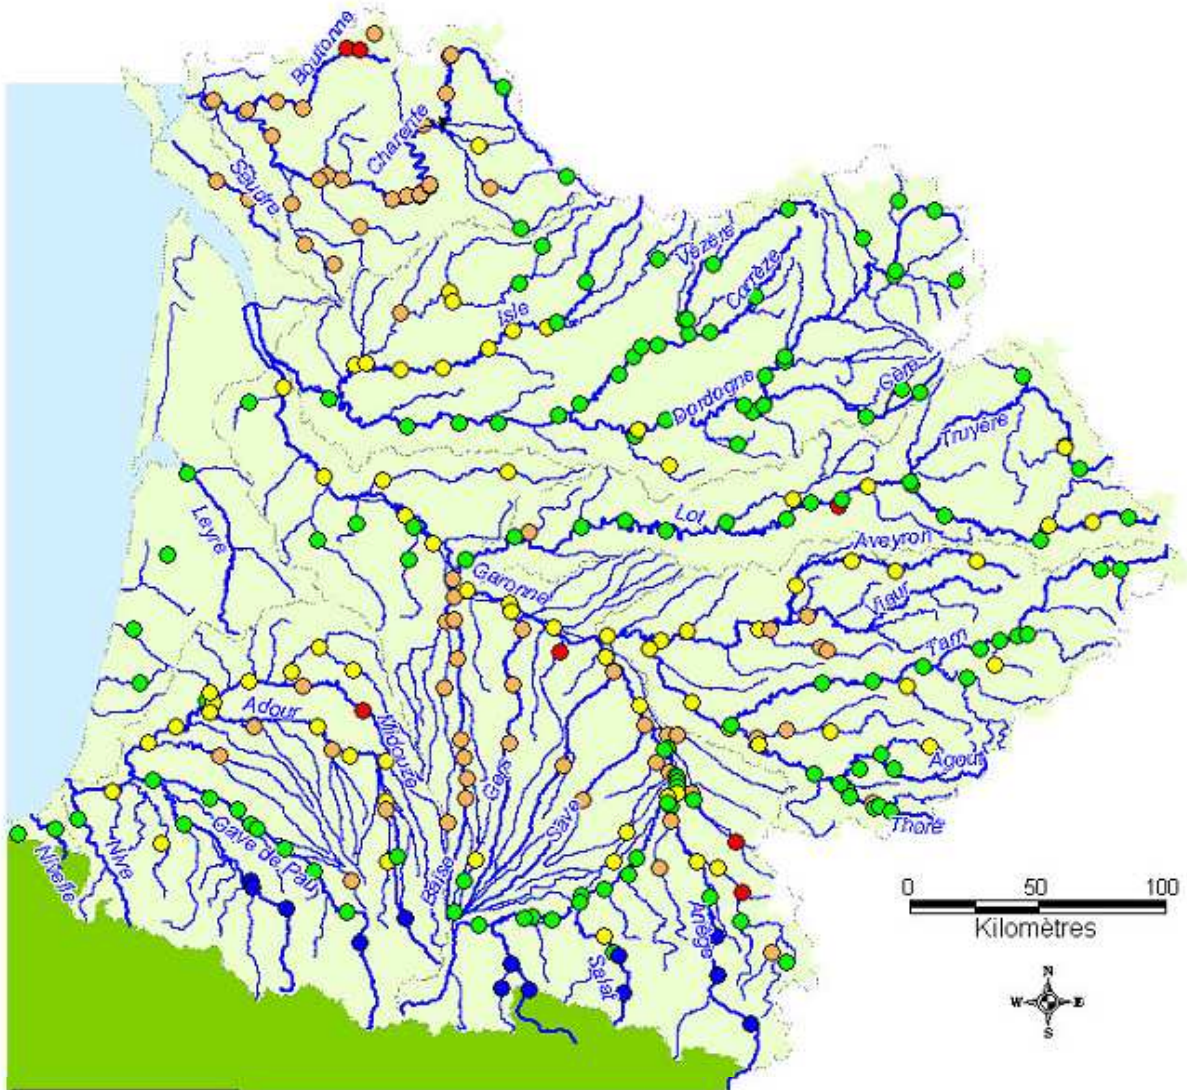 Boutonne
Charente
Seudre
Vézère
Corrèze
Isle
Dordogne
Cère
Truyère
Leyre
Lot
Aveyron
Garonne
Viaur
Tarn
Adour
Midouze
Gers
Agout
Save
Thoré
Gave de Pau
Nive
Nivelle
Baïse
Ariège
Salat
0 50 100
Kilomètres
N
W E
S